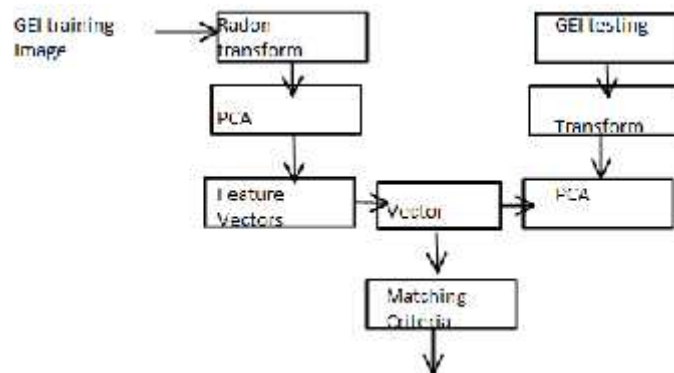 GEI training
Image
Radon
transform
GEI testing
PCA
Transform
Feature
Vectors
Vector
PCA
Matching
Criteria